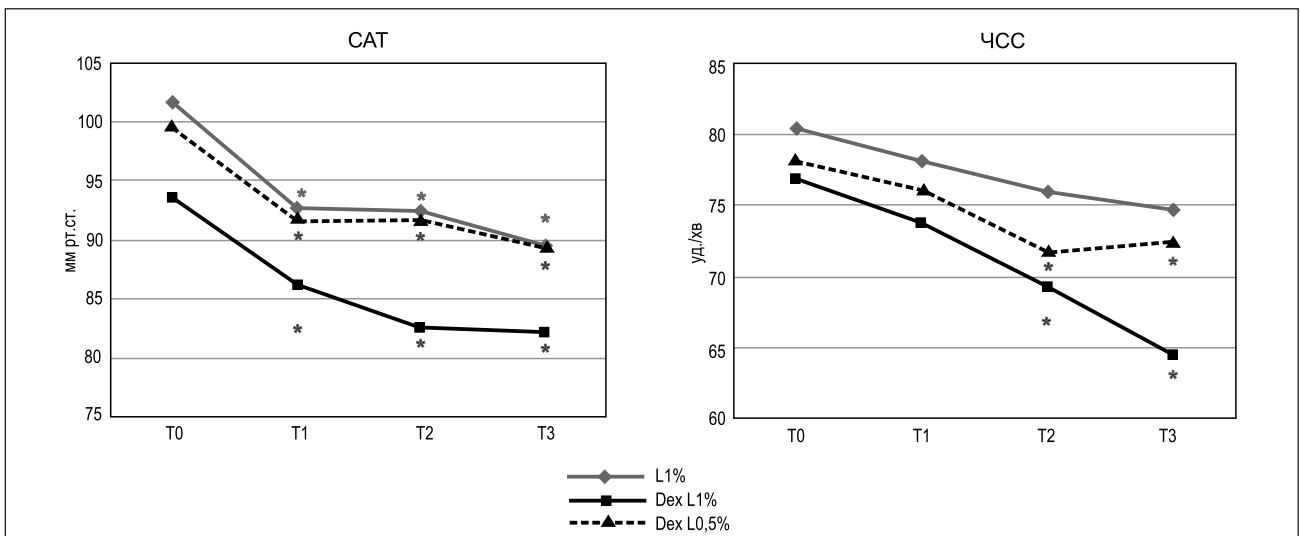 САТ
105
100
95
90
85
80
75
мм рт.ст.
T0 T1 T2 T3
* * *
* * *
* * *
ЧСС
85
80
75
70
65
60
уд./хв
T0 T1 T2 T3
* *
* *
L1%
Dex L1%
Dex L0,5%